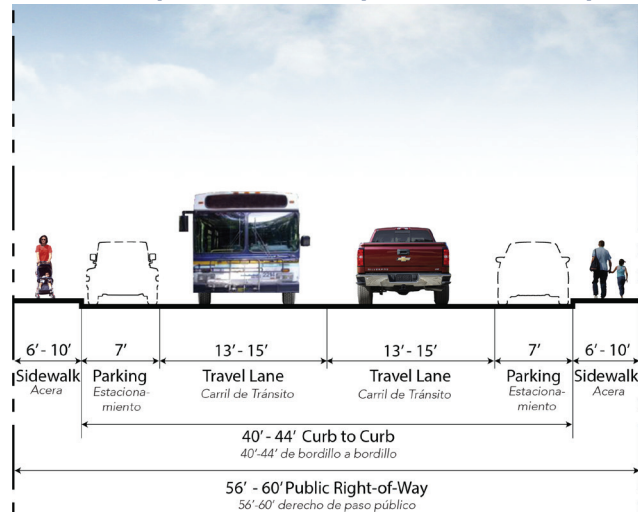 6' - 10'
7'
13' - 15'
13' - 15'
7'
6' - 10'
Sidewalk
Acera
Parking
Estaciona-
miento
Travel Lane
Carril de Tránsito
Travel Lane
Carril de Tránsito
Parking
Estaciona-
miento
Sidewalk
Acera
40' - 44' Curb to Curb
40'-44' de bordillo a bordillo
56' - 60' Public Right-of-Way
56'-60' derecho de paso público